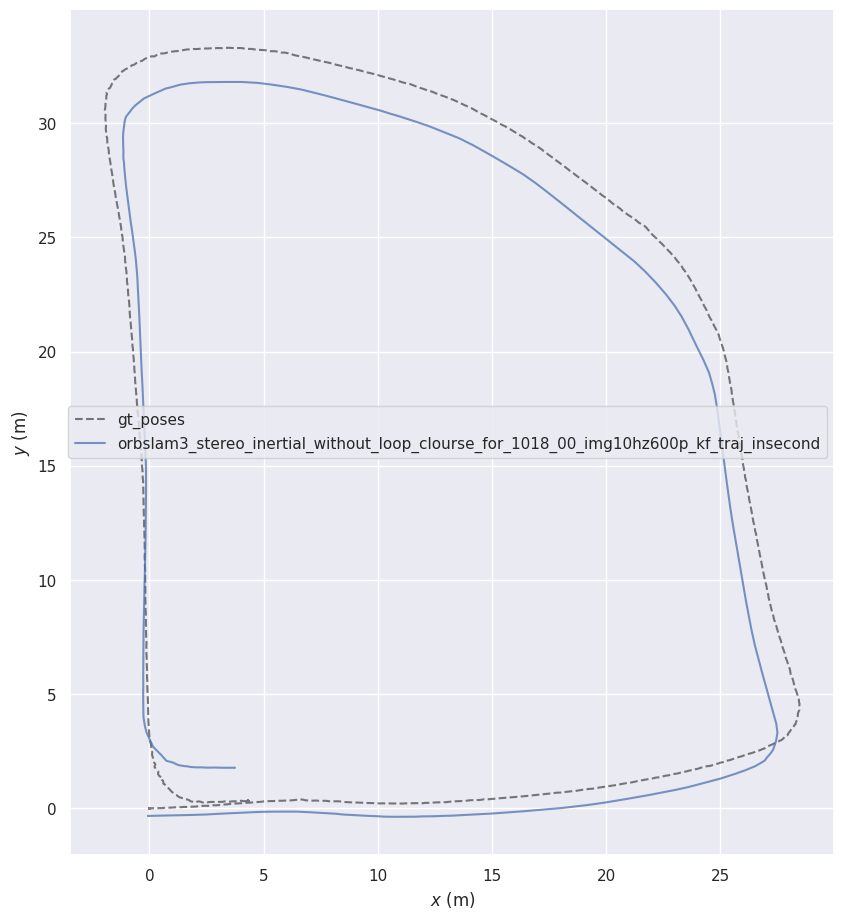 30
25
20
gt_poses
orbslam3_stereo_inertial_without_loop_clourse_for_1018_00_img10hz600p_kf_traj_insecond
y (m)
15
10
5
0
0 5 10 15 20 25
x (m)